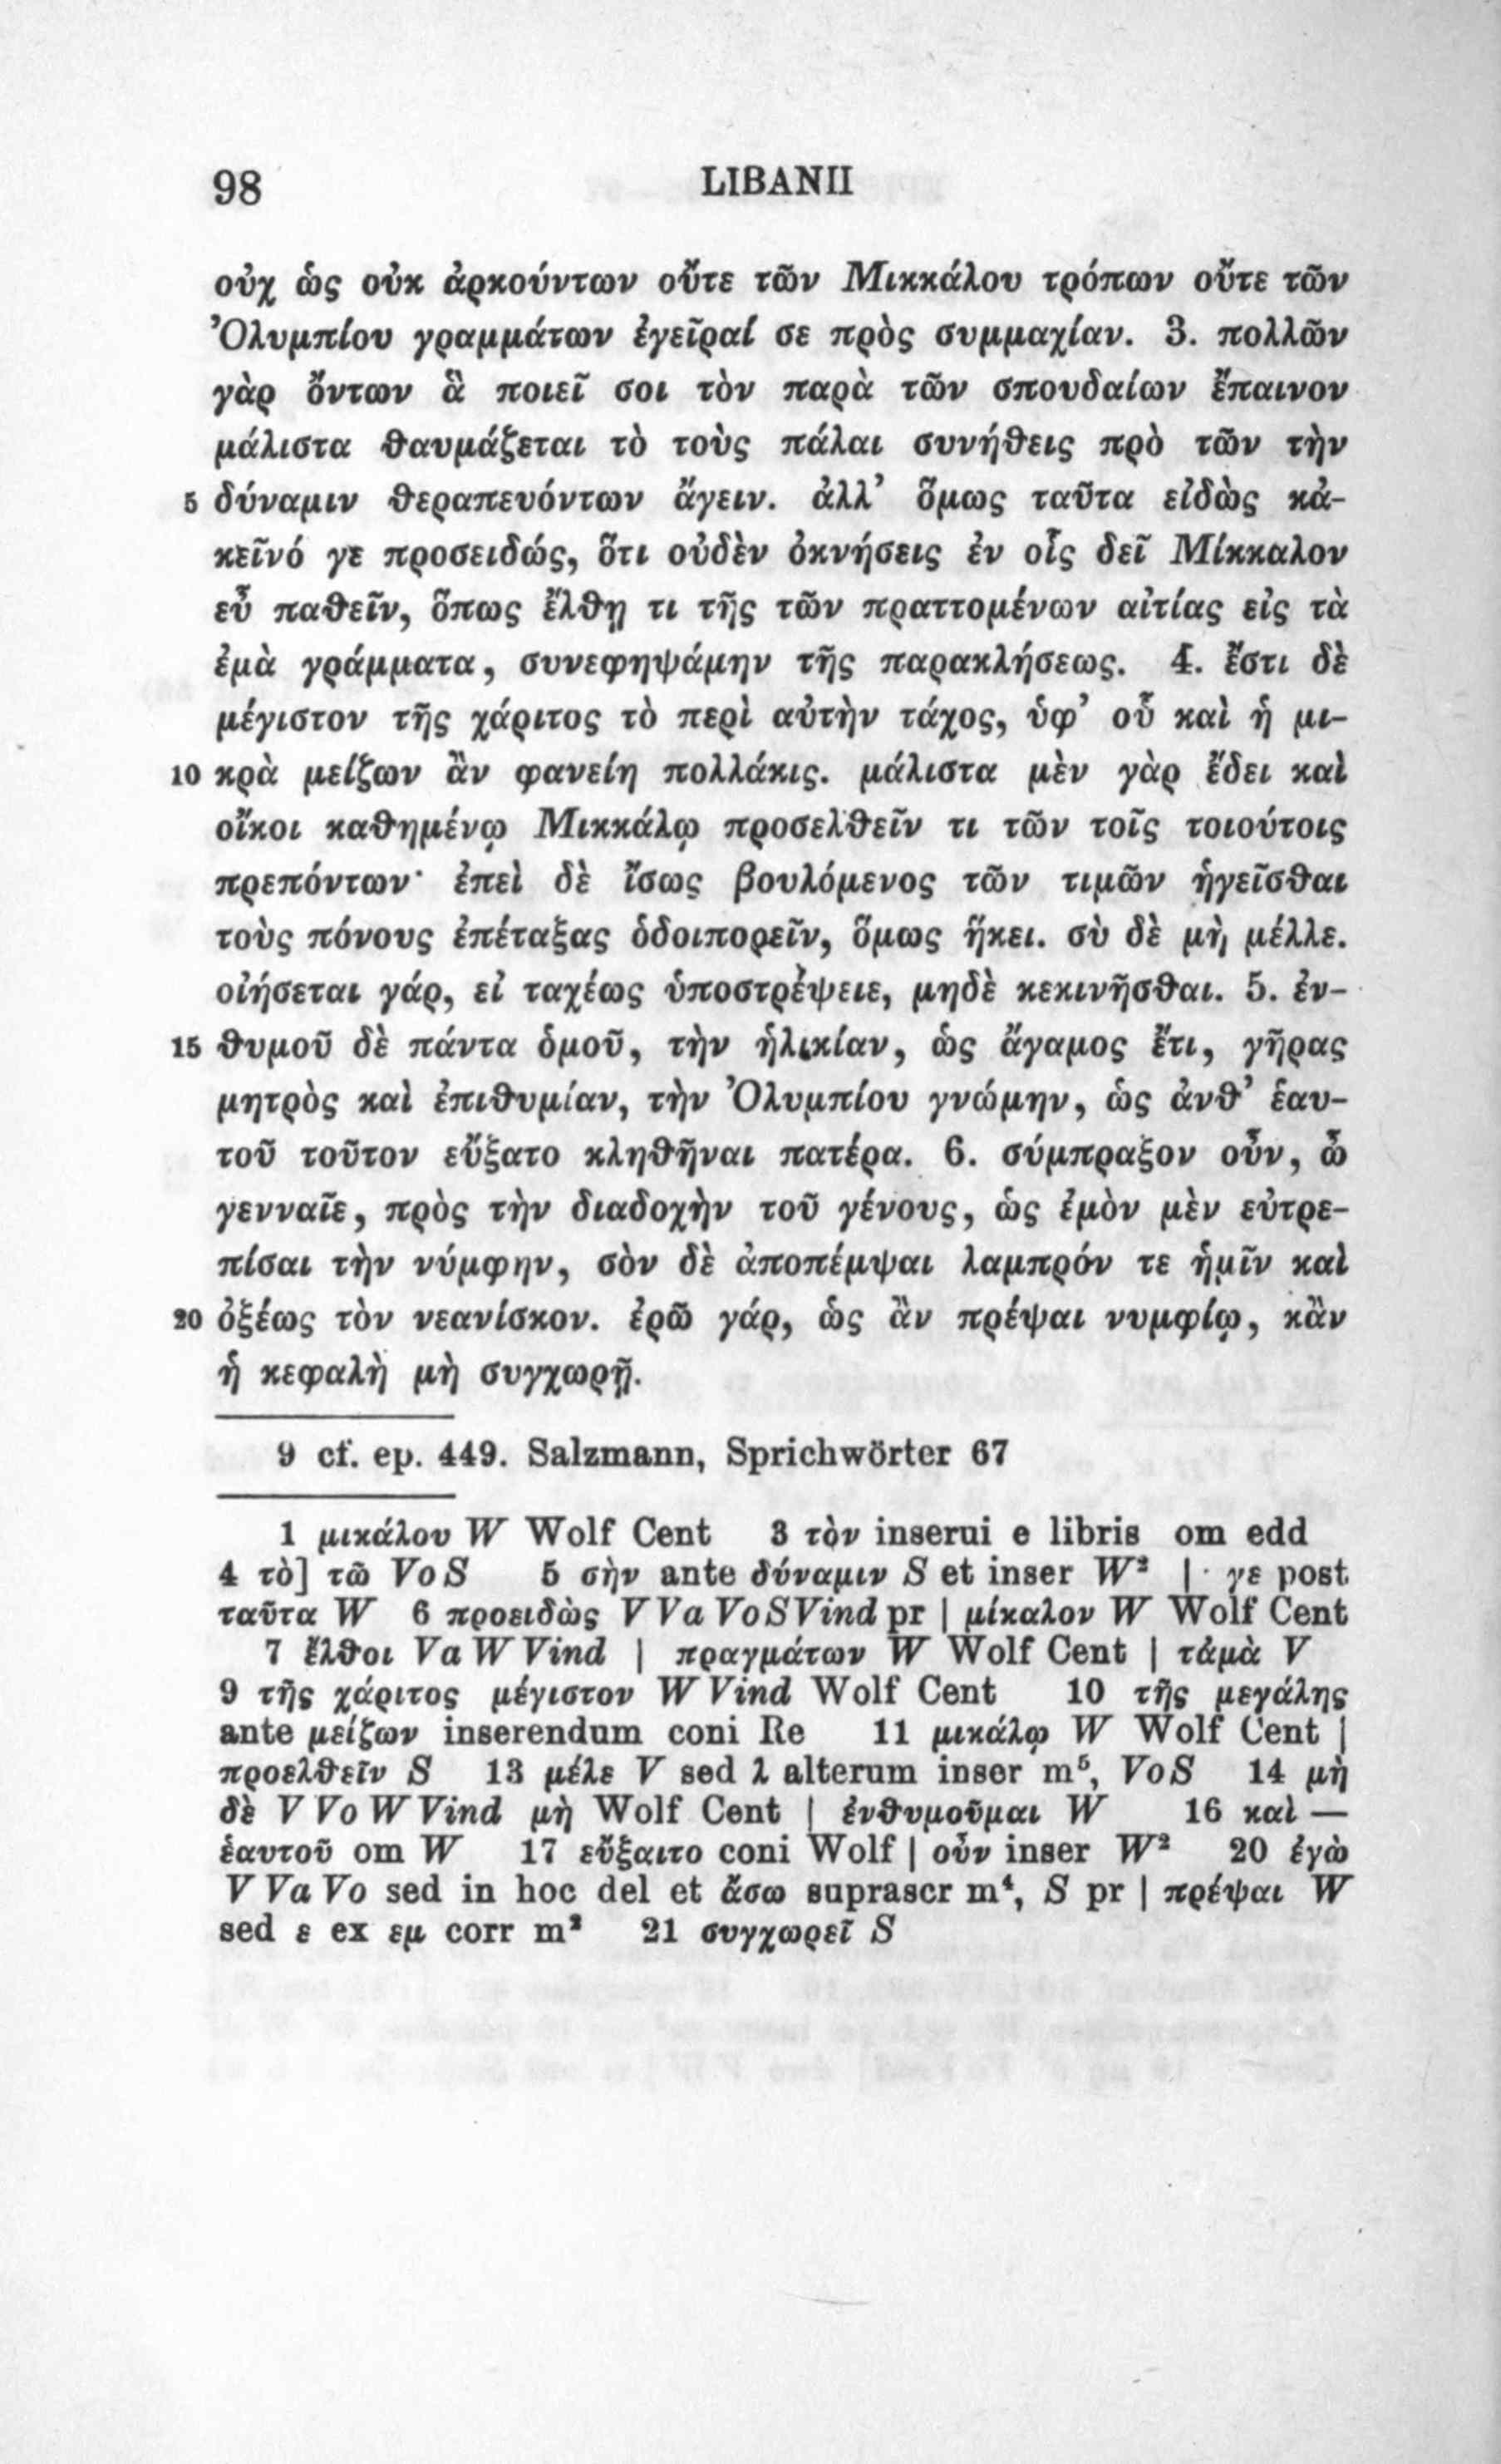 98 LIBANII
οὐχ ὡς οὐκ ἀρκούντων οὔτε τῶν Μικκάλου τρόπων οὔτε τῶν
Ὀλυμπίου γραμμάτων ἐγεῖραί σε πρὸς συμμαχίαν. 3. πολλῶν
γὰρ ὄντων ἃ ποιεῖ σοι τὸν παρὰ τῶν σπουδαίων ἔπαινον
μάλιστα θαυμάζεται τὸ τοὺς πάλαι συνήθεις πρὸ τῶν τὴν
5 δύναμιν θεραπευόντων ἄγειν. ἀλλ’ ὅμως ταῦτα εἰδὼς κἀ-
κεῖνό γε προσειδώς, ὅτι οὐδὲν ὀκνήσεις ἐν οἷς δεῖ Μίκκαλον
εὖ παθεῖν, ὅπως ἔλθῃ τι τῆς τῶν πραττομένων αἰτίας εἰς τὰ
ἐμὰ γράμματα, συνεφηψάμην τῆς παρακλήσεως. 4. ἔστι δὲ
μέγιστον τῆς χάριτος τὸ περὶ αὐτὴν τάχος, ὑφ’ οὗ καὶ ἡ μι-
10 κρὰ μείζων ἂν φανείη πολλάκις. μάλιστα μὲν γὰρ ἔδει καὶ
οἴκοι καθημένῳ Μικκάλῳ προσελθεῖν τι τῶν τοῖς τοιούτοις
πρεπόντων· ἐπεὶ δὲ ἴσως βουλόμενος τῶν τιμῶν ἡγεῖσθαι
τοὺς πόνους ἐπέταξας ὁδοιπορεῖν, ὅμως ἥκει. σὺ δὲ μὴ μέλλε.
οἰήσεται γάρ, εἰ ταχέως ὑποστρέψειε, μηδὲ κεκινῆσθαι. 5. ἐν-
15 θυμοῦ δὲ πάντα ὁμοῦ, τὴν ἡλικίαν, ὡς ἄγαμος ἔτι, γῆρας
μητρὸς καὶ ἐπιθυμίαν, τὴν Ὀλυμπίου γνώμην, ὡς ἀνθ’ ἑαυ-
τοῦ τοῦτον εὔξατο κληθῆναι πατέρα. 6. σύμπραξον οὖν, ὦ
γενναῖε, πρὸς τὴν διαδοχὴν τοῦ γένους, ὡς ἐμὸν μὲν εὐτρε-
πίσαι τὴν νύμφην, σὸν δὲ ἀποπέμψαι λαμπρόν τε ἡμῖν καὶ
20 ὀξέως τὸν νεανίσκον. ἐρῶ γάρ, ὡς ἂν πρέψαι νυμφίῳ, κἂν
ἡ κεφαλὴ μὴ συγχωρῇ.
9 cf. ep. 449. Salzmann, Sprichwörter 67
1 μικάλου W Wolf Cent 3 τὸν inserui e libris om edd
4 τὸ] τῶ Vo S 5 σὴν ante δύναμιν S et inser W² | γε post
ταῦτα W 6 προειδὼς V Va Vo S Vind pr | μίκαλον W Wolf Cent
7 ἔλθοι Va W Vind | πραγμάτων W Wolf Cent | τἀμὰ V
9 τῆς χάριτος μέγιστον W Vind Wolf Cent 10 τῆς μεγάλης
ante μείζων inserendum coni Re 11 μικάλῳ W Wolf Cent |
προελθεῖν S 13 μέλε V sed λ alterum inser m⁵, Vo S 14 μὴ
δὲ V Vo W Vind μὴ Wolf Cent | ἐνθυμοῦμαι W 16 καὶ —
ἑαυτοῦ om W 17 εὔξαιτο coni Wolf | οὖν inser W² 20 ἐγὼ
V Va Vo sed in hoc del et ἄσω suprascr m⁴, S pr | πρέψαι W
sed ε ex εμ corr m² 21 συγχωρεῖ S